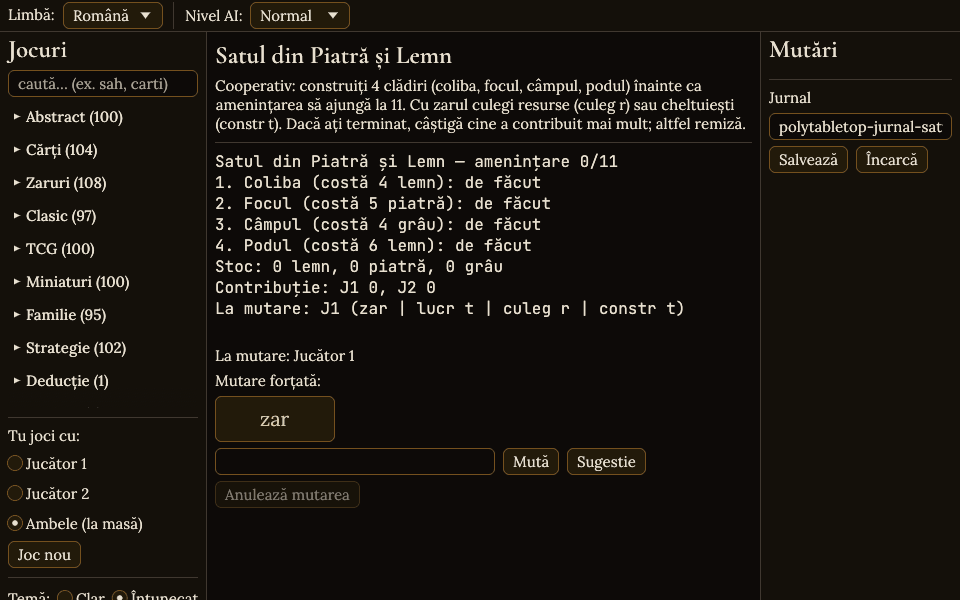 Limbă: Română Nivel AI: Normal
Jocuri
caută... (ex. sah, carti)
Abstract (100)
Cărți (104)
Zaruri (108)
Clasic (97)
TCG (100)
Miniaturi (100)
Familie (95)
Strategie (102)
Deducție (1)
Tu joci cu:
Jucător 1
Jucător 2
Ambele (la masă)
Joc nou
Temă: Clar Întunecat
Satul din Piatră și Lemn
Cooperativ: construiți 4 clădiri (coliba, focul, câmpul, podul) înainte ca
amenințarea să ajungă la 11. Cu zarul culegi resurse (culeg r) sau cheltuiești
(constr t). Dacă ați terminat, câștigă cine a contribuit mai mult; altfel remiză.
Satul din Piatră și Lemn — amenințare 0/11
1. Coliba (costă 4 lemn): de făcut
2. Focul (costă 5 piatră): de făcut
3. Câmpul (costă 4 grâu): de făcut
4. Podul (costă 6 lemn): de făcut
Stoc: 0 lemn, 0 piatră, 0 grâu
Contribuție: J1 0, J2 0
La mutare: J1 (zar | lucr t | culeg r | constr t)
La mutare: Jucător 1
Mutare forțată:
zar
Mută Sugestie
Anulează mutarea
Mutări
Jurnal
polytabletop-jurnal-sat
Salvează Încarcă